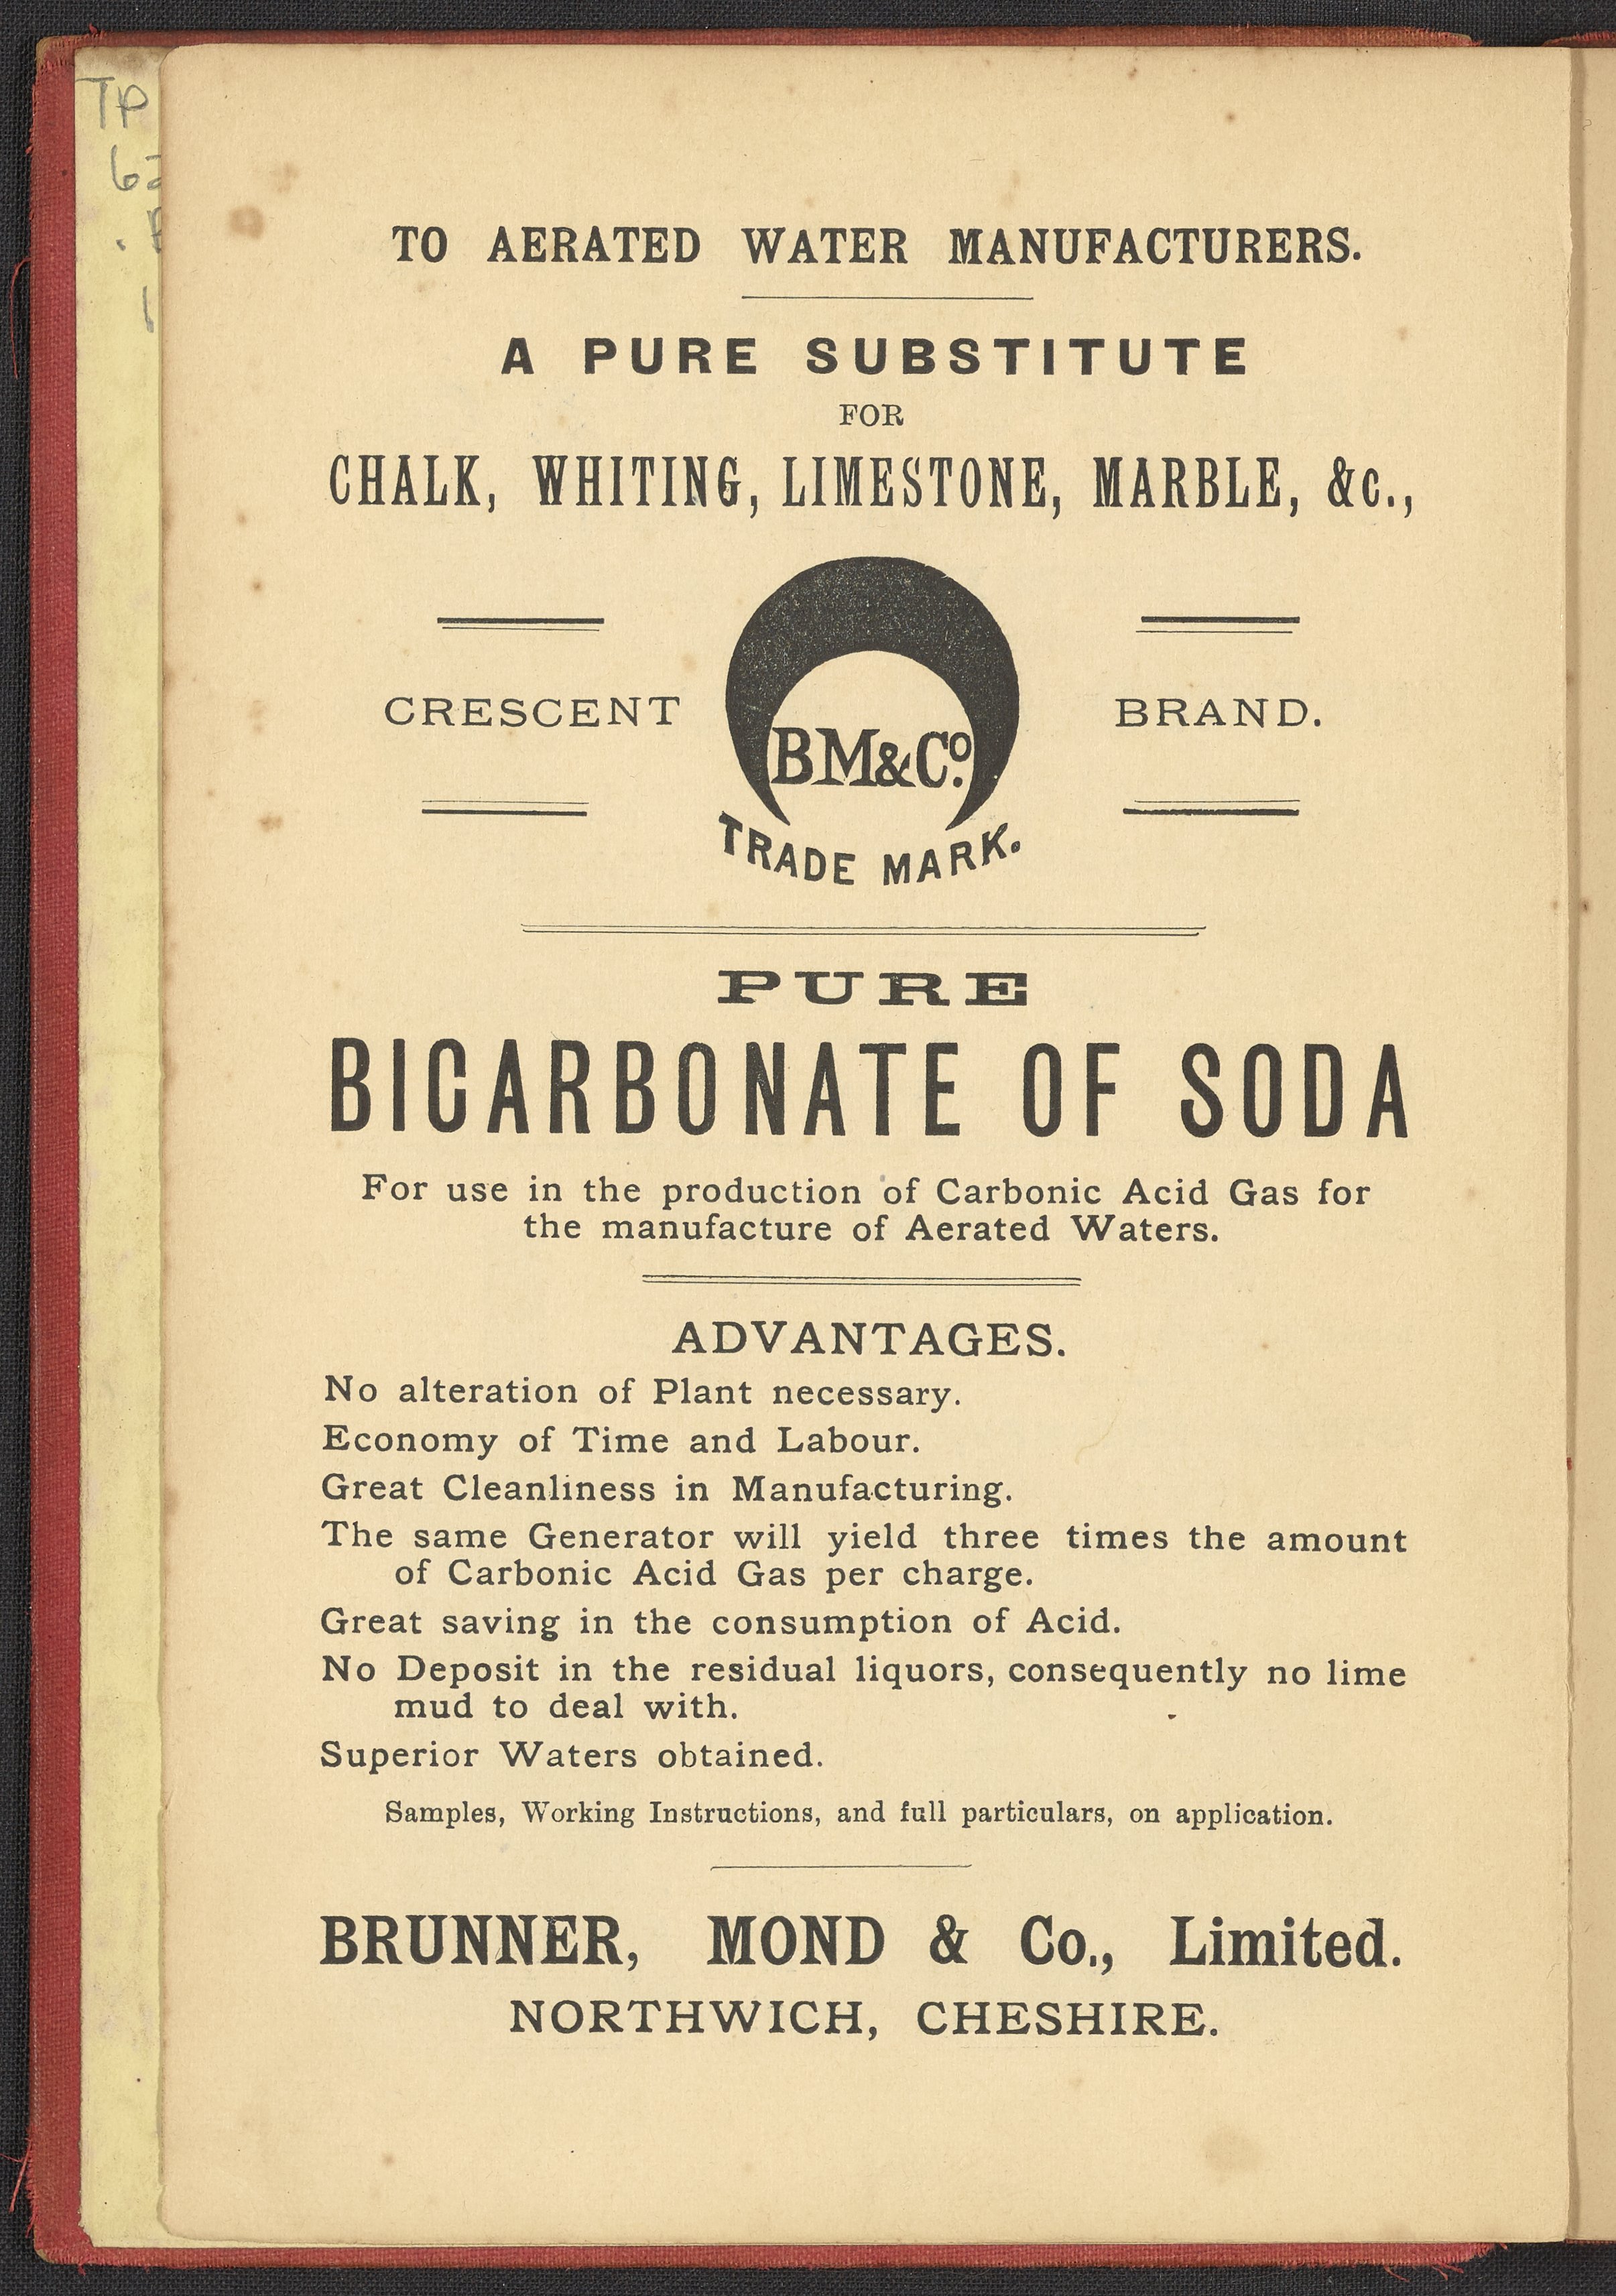 TP
TO AERATED WATER MANUFACTURERS.
A PURE SUBSTITUTE
FOR
CHALK, WHITING, LIMESTONE, MARBLE, &c.,
CRESCENT
BM&Co.
BRAND.
TRADE MARK.
PURE
BICARBONATE OF SODA
For use in the production of Carbonic Acid Gas for
the manufacture of Aerated Waters.
ADVANTAGES.
No alteration of Plant necessary.
Economy of Time and Labour.
Great Cleanliness in Manufacturing.
The same Generator will yield three times the amount
of Carbonic Acid Gas per charge.
Great saving in the consumption of Acid.
No Deposit in the residual liquors, consequently no lime
mud to deal with.
Superior Waters obtained.
Samples, Working Instructions, and full particulars, on application.
BRUNNER, MOND & Co., Limited.
NORTHWICH, CHESHIRE.